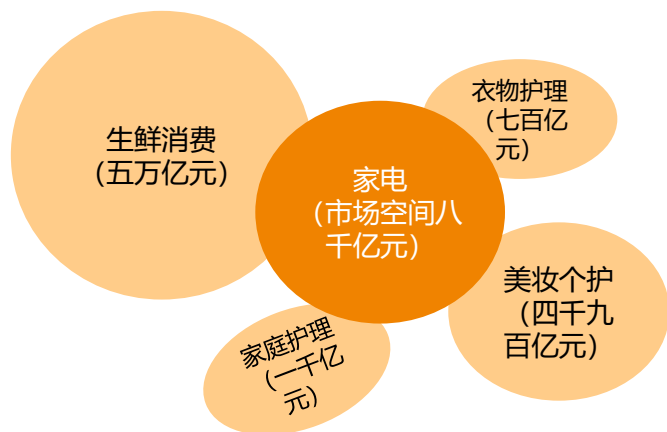 生鲜消费
（五万亿元）
衣物护理
（七百亿
元）
家电
（市场空间八
千亿元）
美妆个护
（四千九
百亿元）
家庭护理
（一千亿
元）